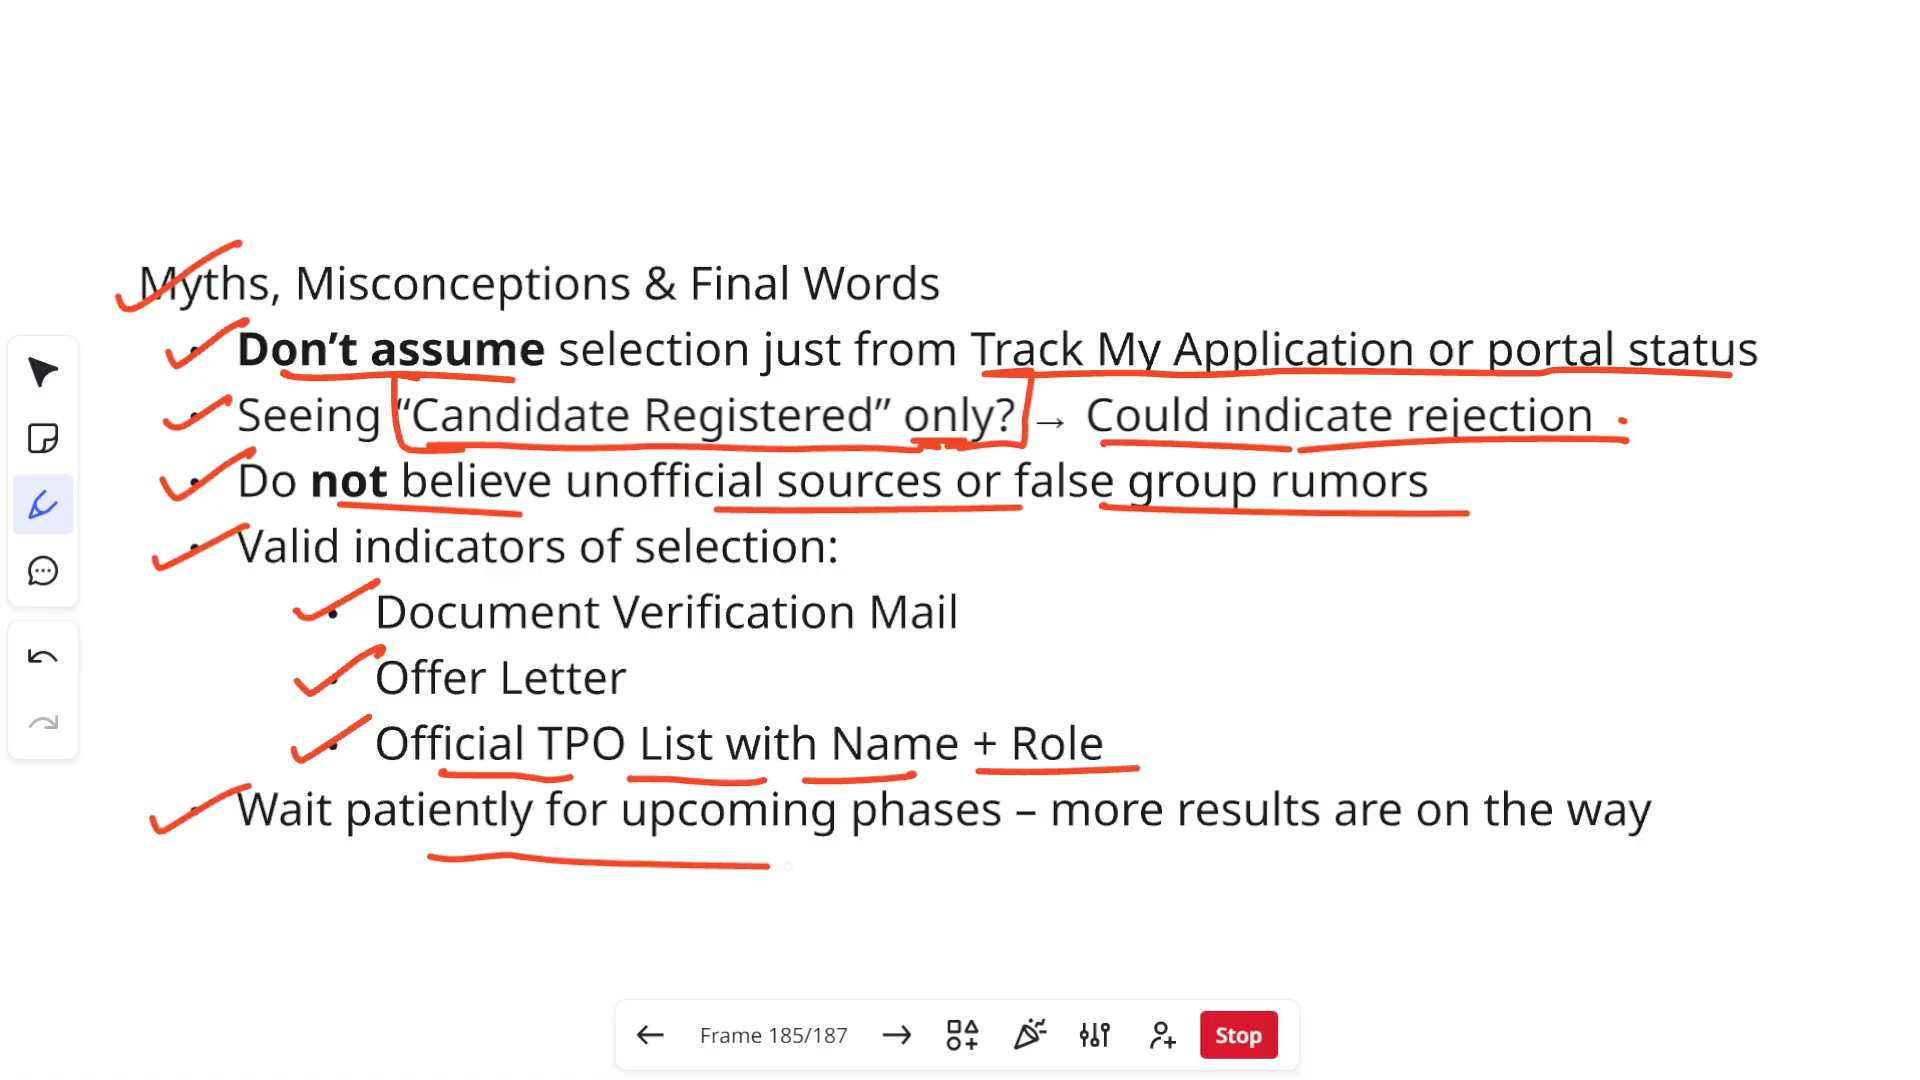 Myths, Misconceptions & Final Words
• Don’t assume selection just from Track My Application or portal status
• Seeing “Candidate Registered” only? → Could indicate rejection
• Do not believe unofficial sources or false group rumors
• Valid indicators of selection:
• Document Verification Mail
• Offer Letter
• Official TPO List with Name + Role
• Wait patiently for upcoming phases – more results are on the way
Frame 185/187
Stop